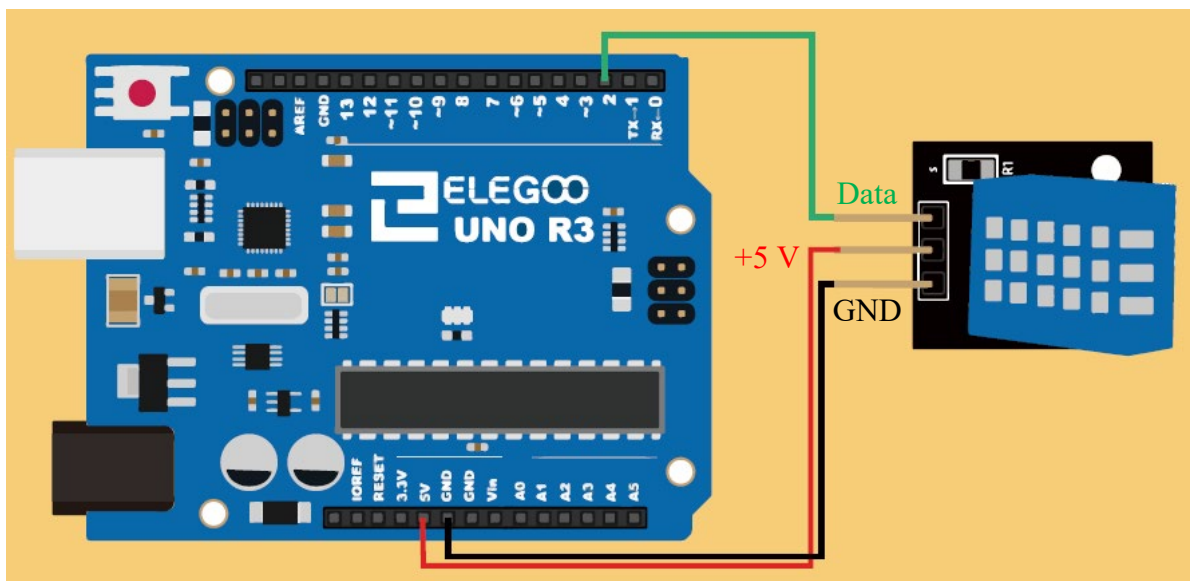 AREF
GND
13
12
~11
~10
~9
8
7
~6
~5
4
~3
2
TX→1
RX←0
ELEGOO
UNO R3
S
R1
Data
+5 V
GND
IOREF
RESET
3.3V
5V
GND
GND
Vin
A0
A1
A2
A3
A4
A5